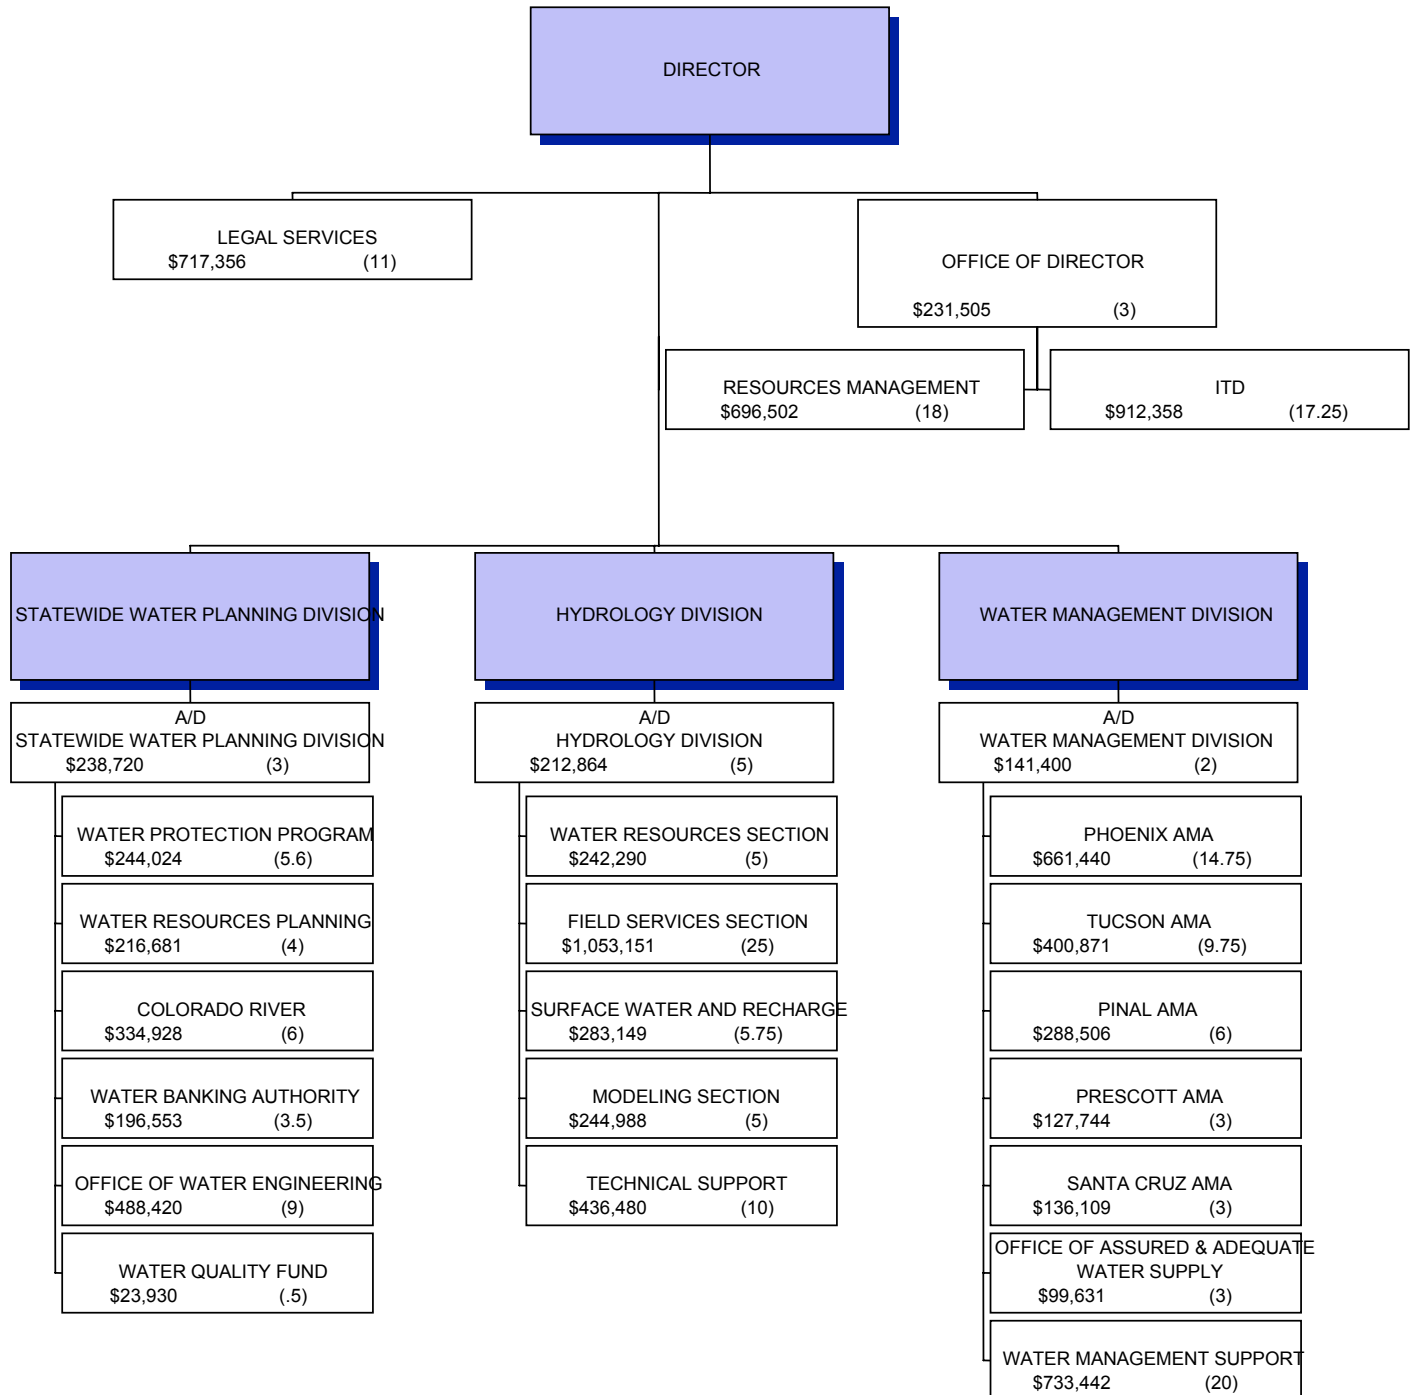 DIRECTOR
LEGAL SERVICES
$717,356 (11)
OFFICE OF DIRECTOR
$231,505 (3)
RESOURCES MANAGEMENT
$696,502 (18)
ITD
$912,358 (17.25)
STATEWIDE WATER PLANNING DIVISION
HYDROLOGY DIVISION
WATER MANAGEMENT DIVISION
A/D
STATEWIDE WATER PLANNING DIVISION
$238,720 (3)
WATER PROTECTION PROGRAM
$244,024 (5.6)
WATER RESOURCES PLANNING
$216,681 (4)
COLORADO RIVER
$334,928 (6)
WATER BANKING AUTHORITY
$196,553 (3.5)
OFFICE OF WATER ENGINEERING
$488,420 (9)
WATER QUALITY FUND
$23,930 (.5)
A/D
HYDROLOGY DIVISION
$212,864 (5)
WATER RESOURCES SECTION
$242,290 (5)
FIELD SERVICES SECTION
$1,053,151 (25)
SURFACE WATER AND RECHARGE
$283,149 (5.75)
MODELING SECTION
$244,988 (5)
TECHNICAL SUPPORT
$436,480 (10)
A/D
WATER MANAGEMENT DIVISION
$141,400 (2)
PHOENIX AMA
$661,440 (14.75)
TUCSON AMA
$400,871 (9.75)
PINAL AMA
$288,506 (6)
PRESCOTT AMA
$127,744 (3)
SANTA CRUZ AMA
$136,109 (3)
OFFICE OF ASSURED & ADEQUATE
WATER SUPPLY
$99,631 (3)
WATER MANAGEMENT SUPPORT
$733,442 (20)